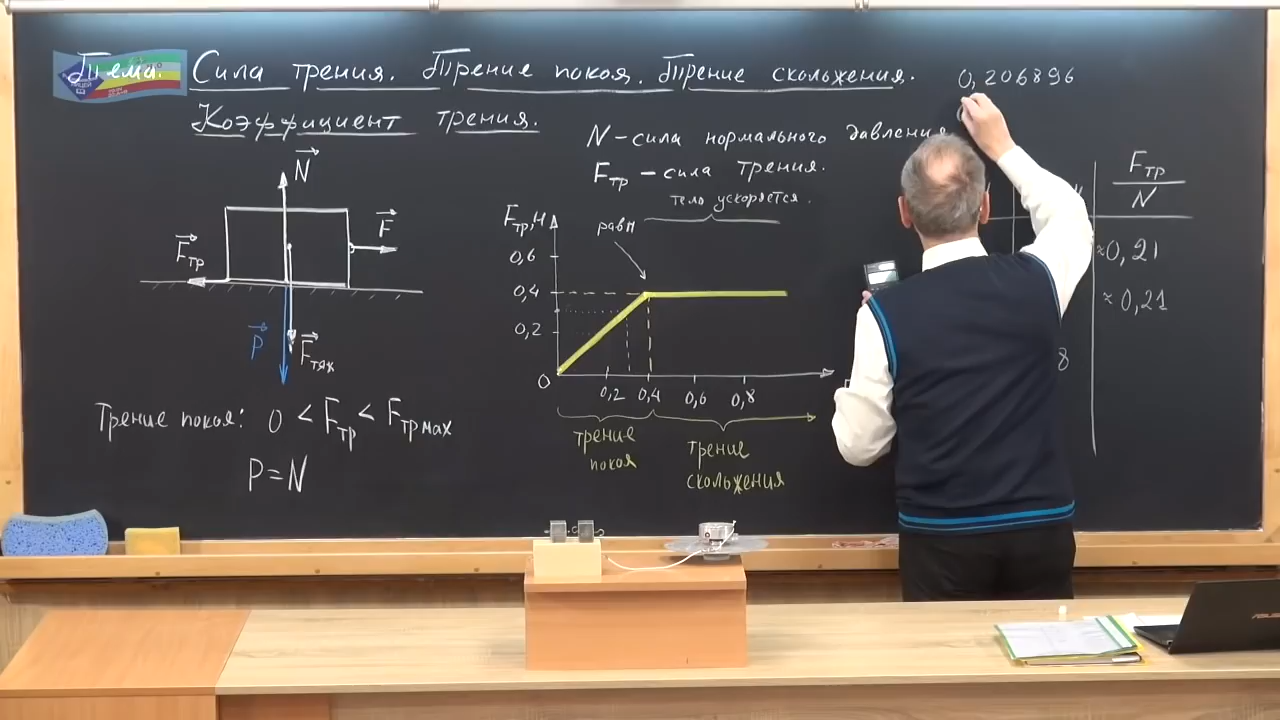 Тема. Сила трения. Трение покоя. Трение скольжения.
Коэффициент трения.
0,206896
N – сила нормального давления
Fтр – сила трения.
тело ускоряется.
равн
N
F
Fтр
P
Fтяж
Fтр, Н
0,6
0,4
0,2
0
0,2 0,4 0,6 0,8
трение покоя
трение скольжения
Трение покоя: 0 < Fтр < Fтр max
P = N
Fтр
N
≈0,21
≈0,21
8